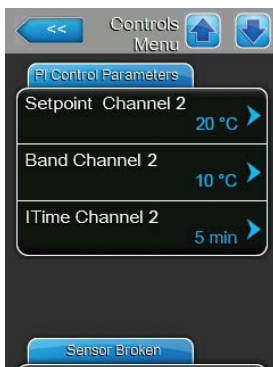 <<
Controls
Menu
PI Control Parameters
Setpoint Channel 2
20 °C
Band Channel 2
10 °C
ITime Channel 2
5 min
Sensor Broken